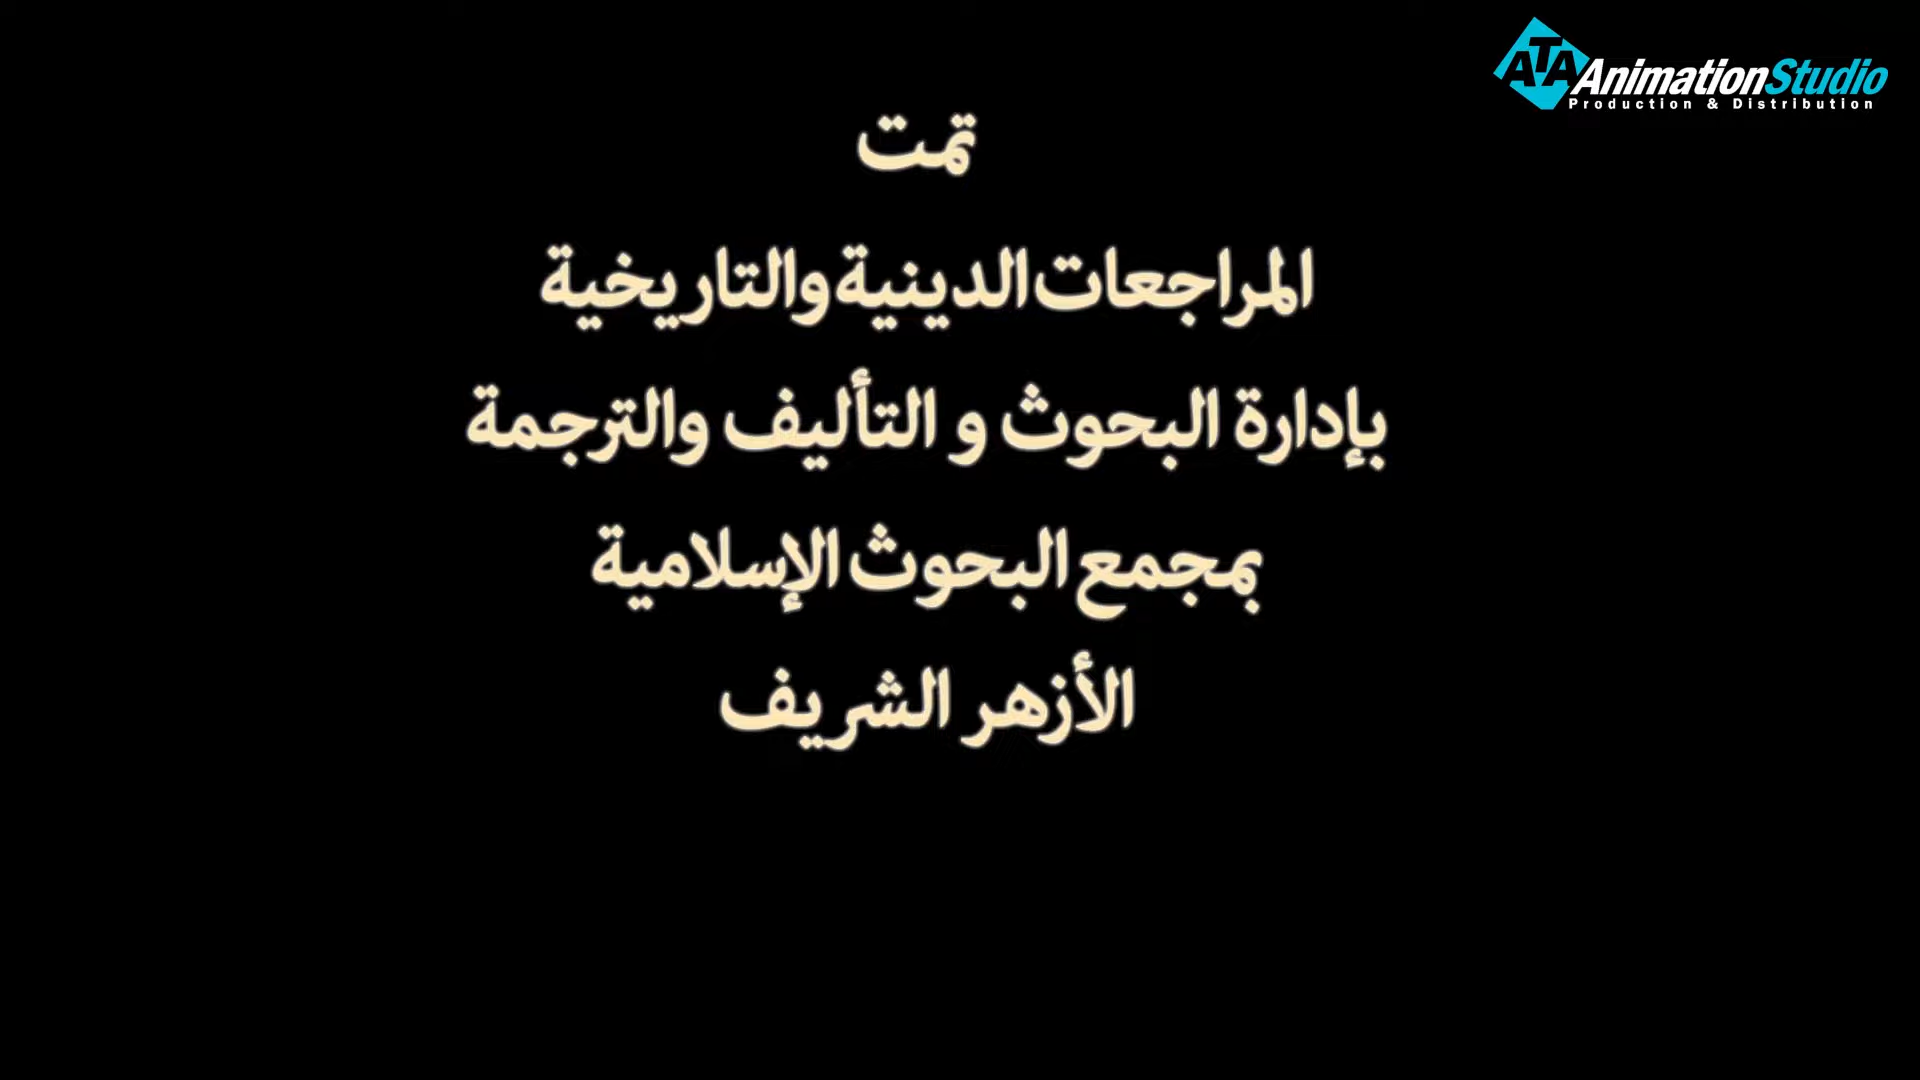 ATA AnimationStudio
Production & Distribution
تمت
المراجعات الدينية والتاريخية
بإدارة البحوث و التأليف والترجمة
بمجمع البحوث الإسلامية
الأزهر الشريف